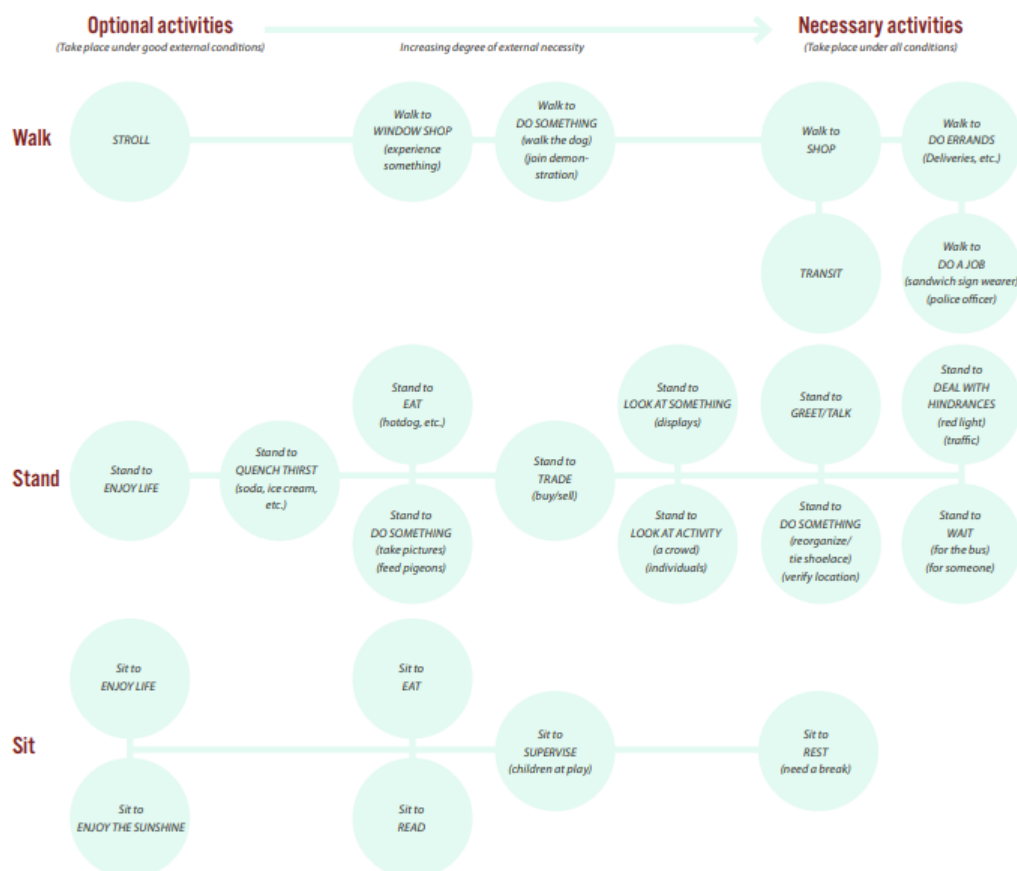 Optional activities
(Take place under good external conditions)
Increasing degree of external necessity
Necessary activities
(Take place under all conditions)
Walk
STROLL
Walk to
WINDOW SHOP
(experience
something)
Walk to
DO SOMETHING
(walk the dog)
(join demon-
stration)
Walk to
SHOP
Walk to
DO ERRANDS
(Deliveries, etc.)
TRANSIT
Walk to
DO A JOB
(sandwich sign wearer)
(police officer)
Stand
Stand to
ENJOY LIFE
Stand to
QUENCH THIRST
(soda, ice cream,
etc.)
Stand to
EAT
(hotdog, etc.)
Stand to
DO SOMETHING
(take pictures)
(feed pigeons)
Stand to
TRADE
(buy/sell)
Stand to
LOOK AT SOMETHING
(displays)
Stand to
LOOK AT ACTIVITY
(a crowd)
(individuals)
Stand to
GREET/TALK
Stand to
DO SOMETHING
(reorganize/
tie shoelace)
(verify location)
Stand to
DEAL WITH
HINDRANCES
(red light)
(traffic)
Stand to
WAIT
(for the bus)
(for someone)
Sit
Sit to
ENJOY LIFE
Sit to
ENJOY THE SUNSHINE
Sit to
EAT
Sit to
READ
Sit to
SUPERVISE
(children at play)
Sit to
REST
(need a break)